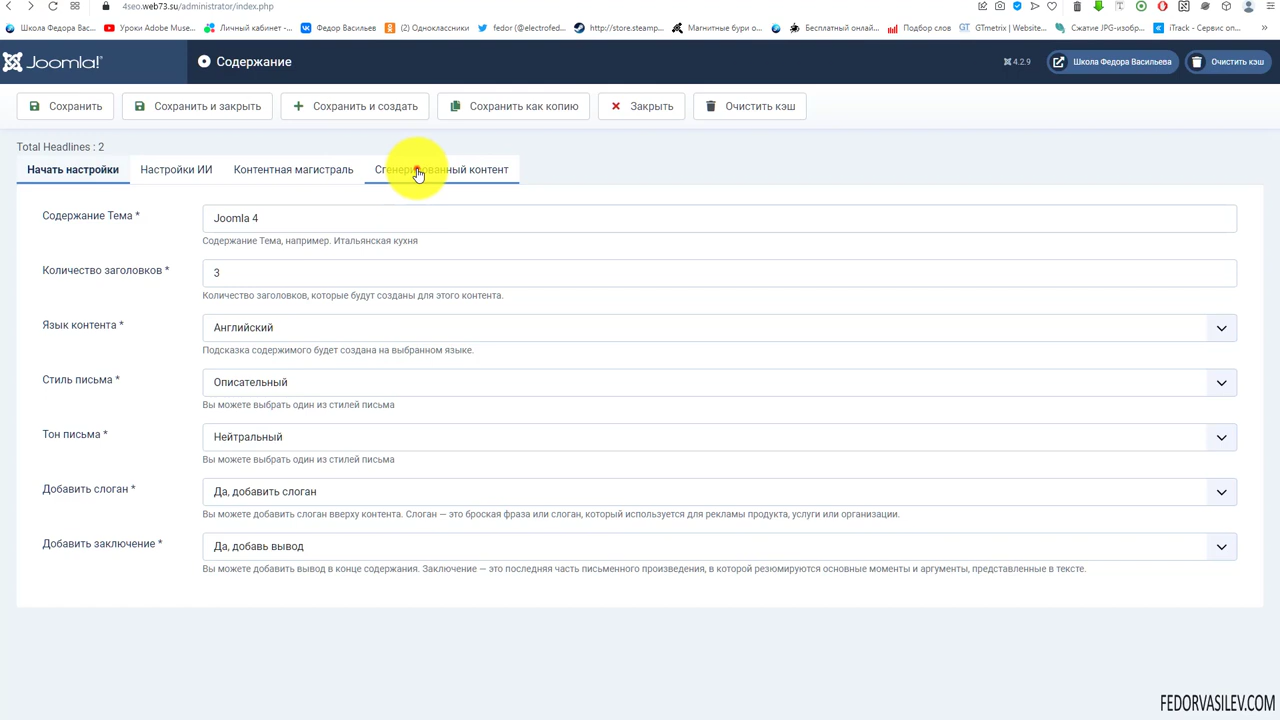 4seo.web73.su/administrator/index.php
Школа Федора Вас... Уроки Adobe Muse... Личный кабинет -... Федор Васильев (2) Одноклассники fedor (@electrofed... http://store.steamp... Магнитные бури о... Бесплатный онлай... Подбор слов GTmetrix | Website... Сжатие JPG-изобр... iTrack - Сервис оп...
Joomla!® Содержание 4.2.9 Школа Федора Васильева Очистить кэш
Сохранить Сохранить и закрыть Сохранить и создать Сохранить как копию Закрыть Очистить кэш
Total Headlines : 2
Начать настройки Настройки ИИ Контентная магистраль Сгенерированный контент
Содержание Тема * Joomla 4
Содержание Тема, например. Итальянская кухня
Количество заголовков * 3
Количество заголовков, которые будут созданы для этого контента.
Язык контента * Английский
Подсказка содержимого будет создана на выбранном языке.
Стиль письма * Описательный
Вы можете выбрать один из стилей письма
Тон письма * Нейтральный
Вы можете выбрать один из стилей письма
Добавить слоган * Да, добавить слоган
Вы можете добавить слоган вверху контента. Слоган — это броская фраза или слоган, который используется для рекламы продукта, услуги или организации.
Добавить заключение * Да, добавь вывод
Вы можете добавить вывод в конце содержания. Заключение — это последняя часть письменного произведения, в которой резюмируются основные моменты и аргументы, представленные в тексте.
FEDORVASILEV.COM